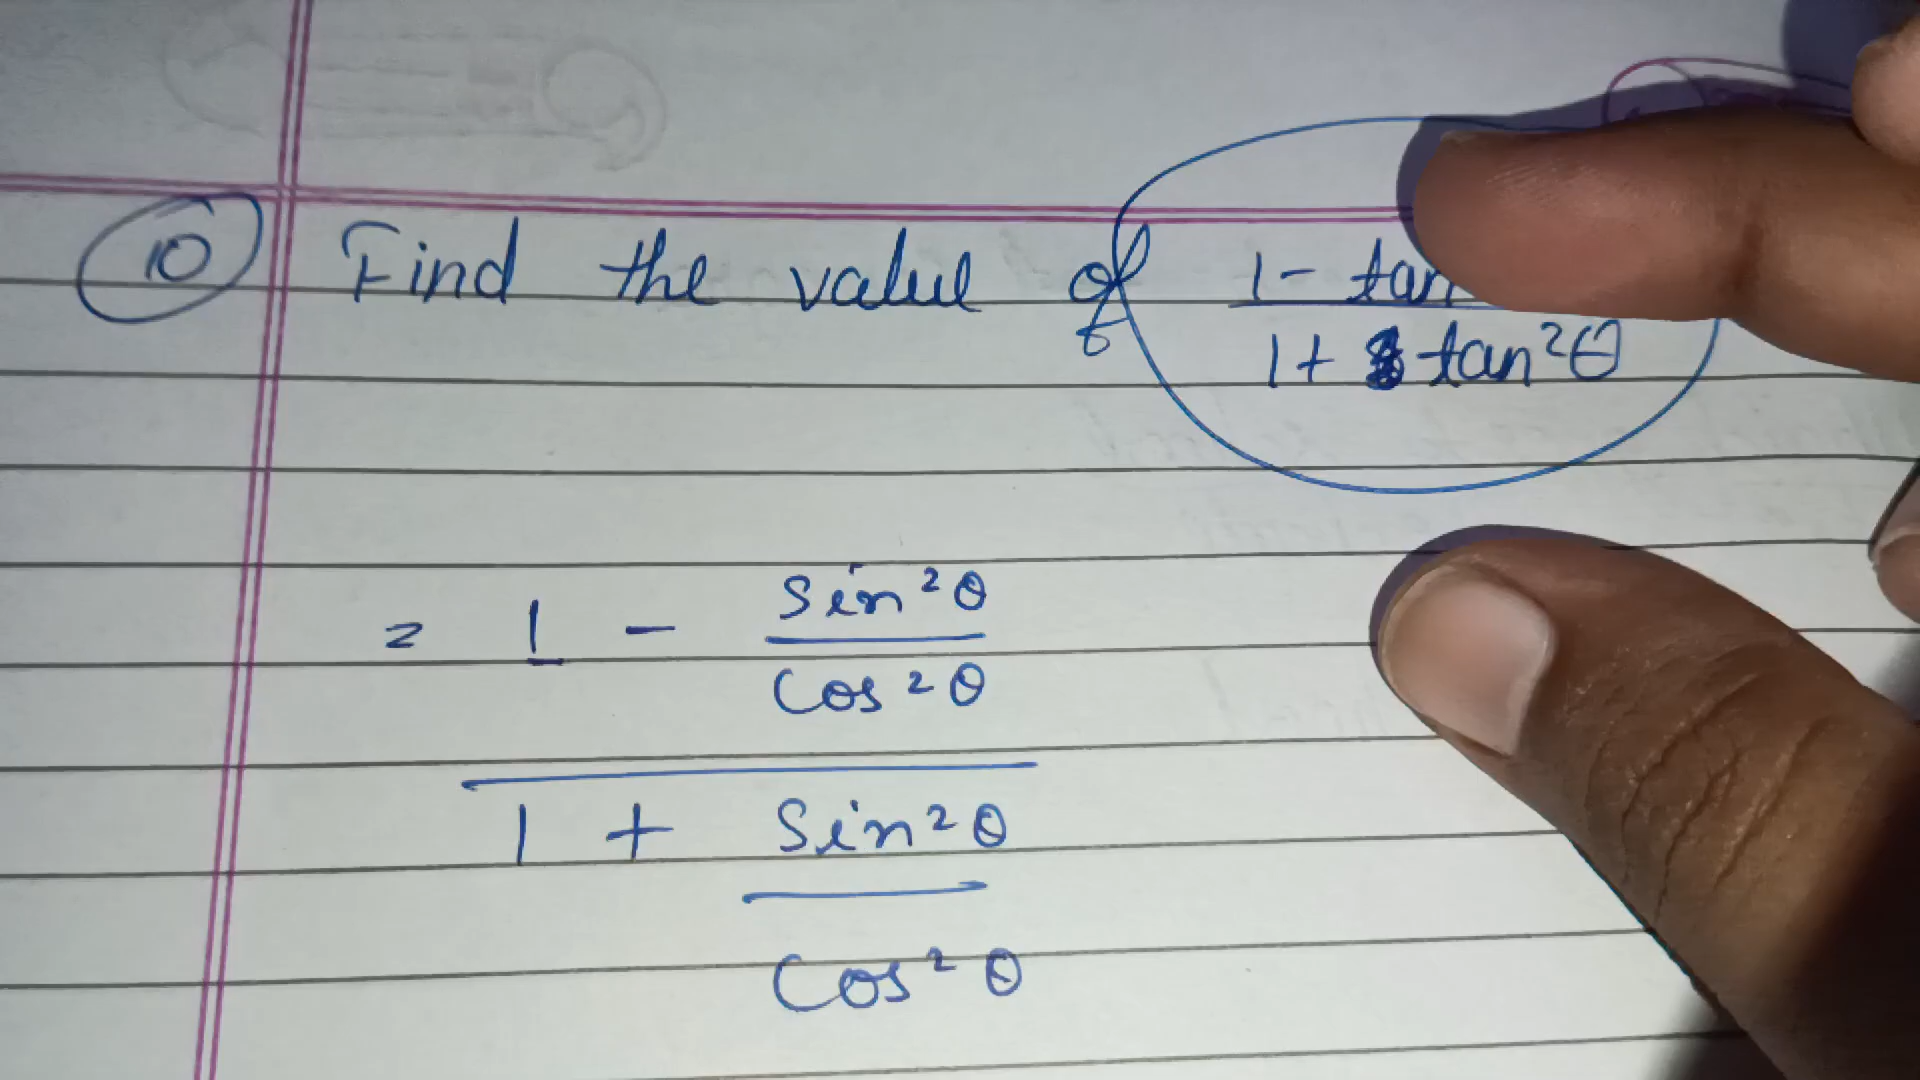 10 Find the value of 1 - tan
1 + tan²θ
= 1 - Sin²θ
Cos²θ
1 + Sin²θ
Cos²θ